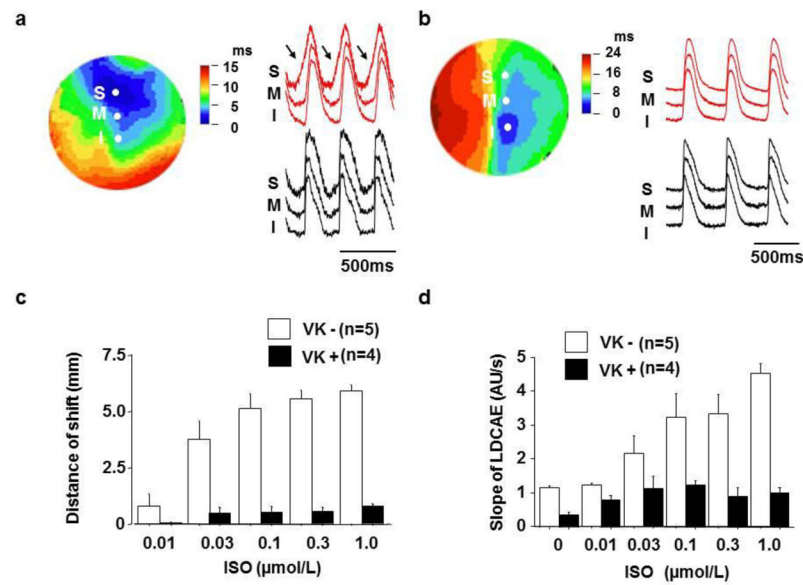 a
ms
15
10
5
0
S
M
I
S
M
I
S
M
I
500ms
b
ms
24
16
8
0
S
M
I
S
M
I
S
M
I
500ms
c
VK - (n=5)
VK + (n=4)
Distance of shift (mm)
7.5
5.0
2.5
0
0.01 0.03 0.1 0.3 1.0
ISO (µmol/L)
d
VK - (n=5)
VK + (n=4)
Slope of LDCAE (AU/s)
5
4
3
2
1
0
0 0.01 0.03 0.1 0.3 1.0
ISO (µmol/L)